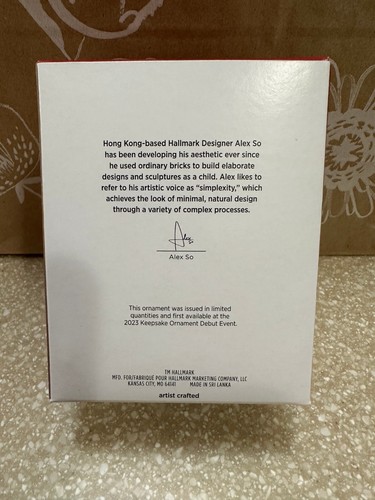 Hong Kong-based Hallmark Designer Alex So
has been developing his aesthetic ever since
he used ordinary bricks to build elaborate
designs and sculptures as a child. Alex likes to
refer to his artistic voice as “simplexity,” which
achieves the look of minimal, natural design
through a variety of complex processes.
Alex
Alex So
This ornament was issued in limited
quantities and first available at the
2023 Keepsake Ornament Debut Event.
TM HALLMARK
MFD. FOR/FABRIQUÉ POUR HALLMARK MARKETING COMPANY, LLC
KANSAS CITY, MO 64141 MADE IN SRI LANKA
artist crafted